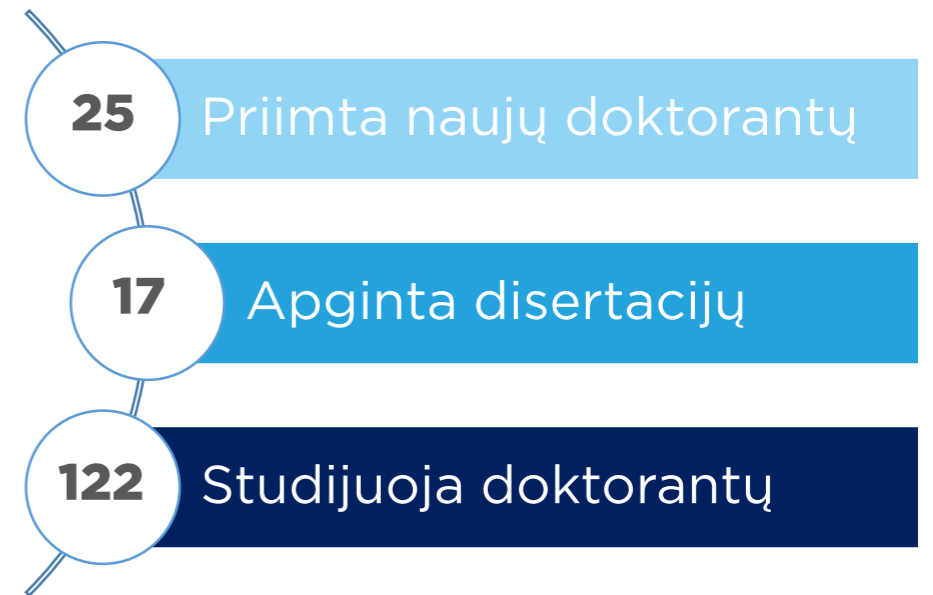 25 Priimta naujų doktorantų
17 Apginta disertacijų
122 Studijuoja doktorantų